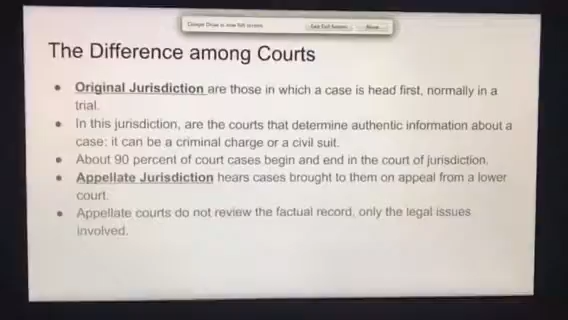 The Difference among Courts
● Original Jurisdiction are those in which a case is head first, normally in a
trial.
● In this jurisdiction, are the courts that determine authentic information about a
case; it can be a criminal charge or a civil suit.
● About 90 percent of court cases begin and end in the court of jurisdiction.
● Appellate Jurisdiction hears cases brought to them on appeal from a lower
court.
● Appellate courts do not review the factual record, only the legal issues
involved.